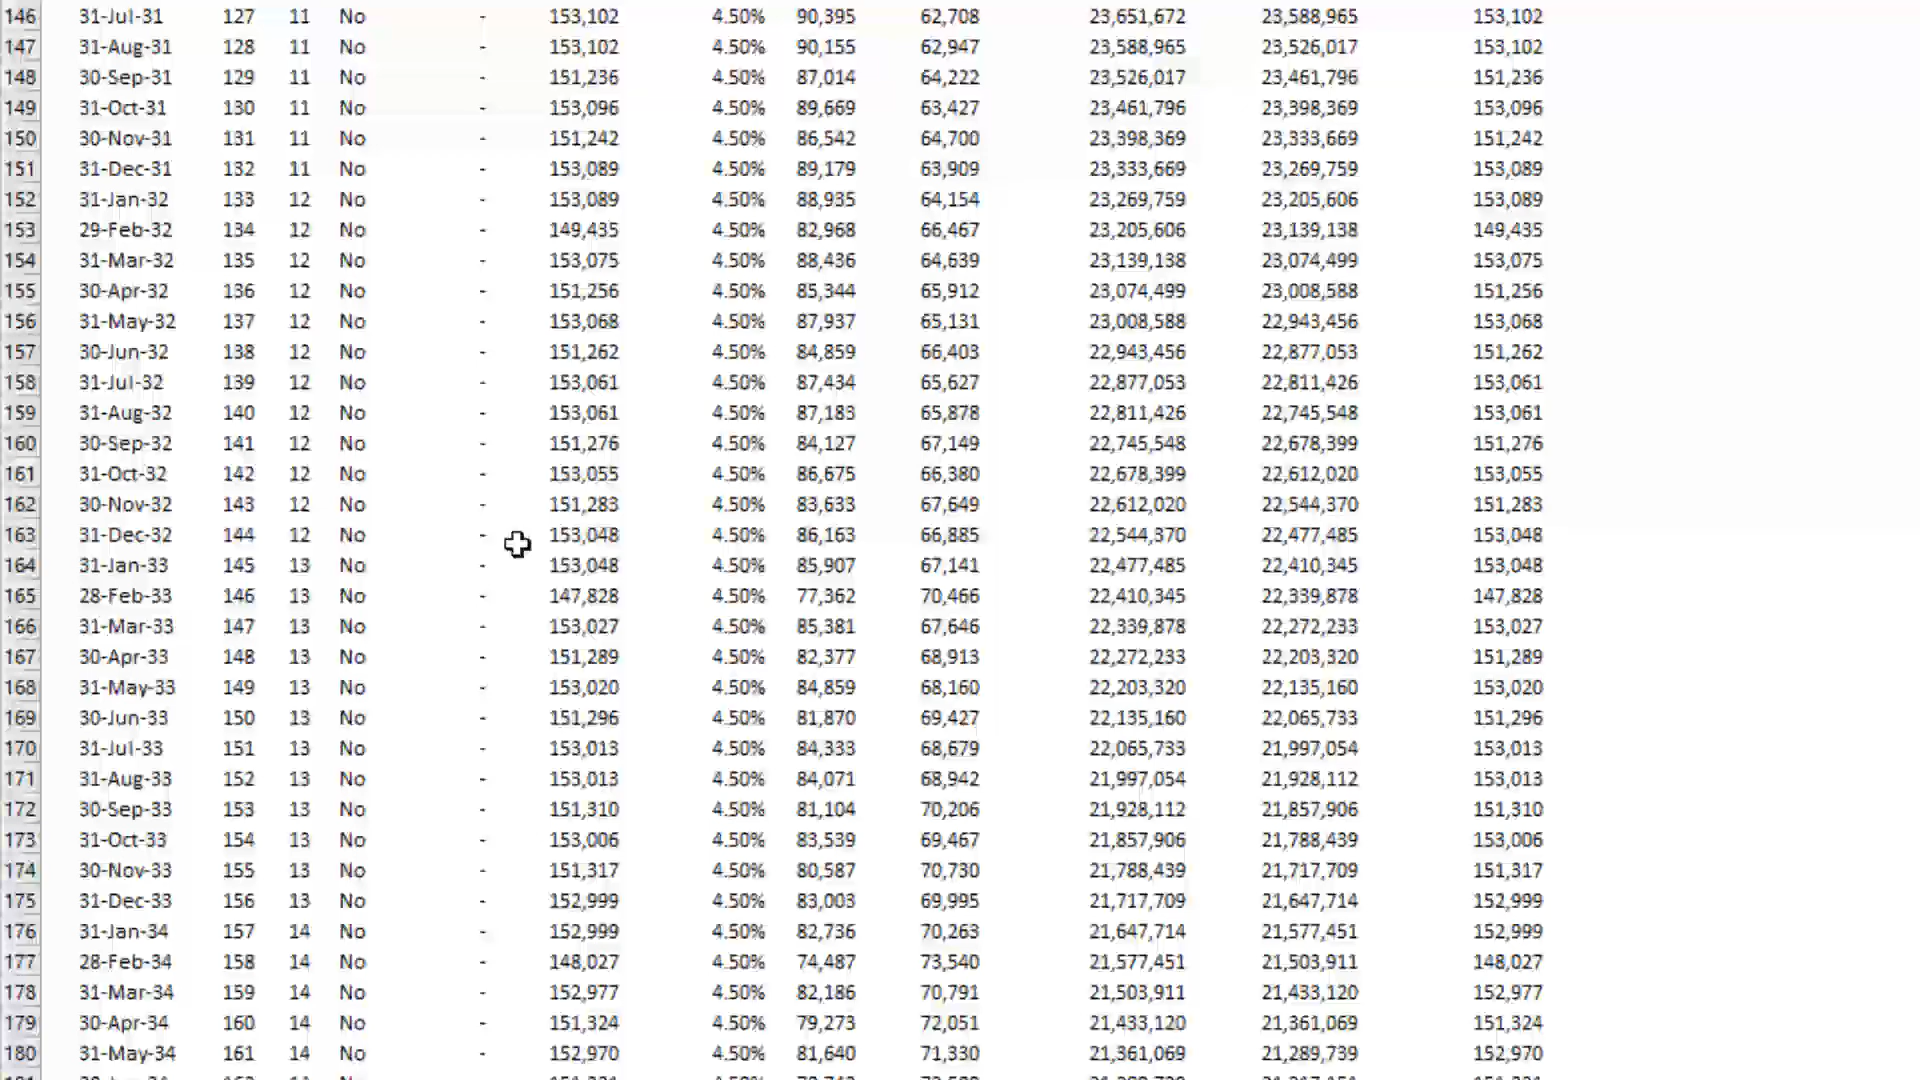 146 31-Jul-31 127 11 No - 153,102 4.50% 90,395 62,708 23,651,672 23,588,965 153,102
147 31-Aug-31 128 11 No - 153,102 4.50% 90,155 62,947 23,588,965 23,526,017 153,102
148 30-Sep-31 129 11 No - 151,236 4.50% 87,014 64,222 23,526,017 23,461,796 151,236
149 31-Oct-31 130 11 No - 153,096 4.50% 89,669 63,427 23,461,796 23,398,369 153,096
150 30-Nov-31 131 11 No - 151,242 4.50% 86,542 64,700 23,398,369 23,333,669 151,242
151 31-Dec-31 132 11 No - 153,089 4.50% 89,179 63,909 23,333,669 23,269,759 153,089
152 31-Jan-32 133 12 No - 153,089 4.50% 88,935 64,154 23,269,759 23,205,606 153,089
153 29-Feb-32 134 12 No - 149,435 4.50% 82,968 66,467 23,205,606 23,139,138 149,435
154 31-Mar-32 135 12 No - 153,075 4.50% 88,436 64,639 23,139,138 23,074,499 153,075
155 30-Apr-32 136 12 No - 151,256 4.50% 85,344 65,912 23,074,499 23,008,588 151,256
156 31-May-32 137 12 No - 153,068 4.50% 87,937 65,131 23,008,588 22,943,456 153,068
157 30-Jun-32 138 12 No - 151,262 4.50% 84,859 66,403 22,943,456 22,877,053 151,262
158 31-Jul-32 139 12 No - 153,061 4.50% 87,434 65,627 22,877,053 22,811,426 153,061
159 31-Aug-32 140 12 No - 153,061 4.50% 87,183 65,878 22,811,426 22,745,548 153,061
160 30-Sep-32 141 12 No - 151,276 4.50% 84,127 67,149 22,745,548 22,678,399 151,276
161 31-Oct-32 142 12 No - 153,055 4.50% 86,675 66,380 22,678,399 22,612,020 153,055
162 30-Nov-32 143 12 No - 151,283 4.50% 83,633 67,649 22,612,020 22,544,370 151,283
163 31-Dec-32 144 12 No - 153,048 4.50% 86,163 66,885 22,544,370 22,477,485 153,048
164 31-Jan-33 145 13 No - 153,048 4.50% 85,907 67,141 22,477,485 22,410,345 153,048
165 28-Feb-33 146 13 No - 147,828 4.50% 77,362 70,466 22,410,345 22,339,878 147,828
166 31-Mar-33 147 13 No - 153,027 4.50% 85,381 67,646 22,339,878 22,272,233 153,027
167 30-Apr-33 148 13 No - 151,289 4.50% 82,377 68,913 22,272,233 22,203,320 151,289
168 31-May-33 149 13 No - 153,020 4.50% 84,859 68,160 22,203,320 22,135,160 153,020
169 30-Jun-33 150 13 No - 151,296 4.50% 81,870 69,427 22,135,160 22,065,733 151,296
170 31-Jul-33 151 13 No - 153,013 4.50% 84,333 68,679 22,065,733 21,997,054 153,013
171 31-Aug-33 152 13 No - 153,013 4.50% 84,071 68,942 21,997,054 21,928,112 153,013
172 30-Sep-33 153 13 No - 151,310 4.50% 81,104 70,206 21,928,112 21,857,906 151,310
173 31-Oct-33 154 13 No - 153,006 4.50% 83,539 69,467 21,857,906 21,788,439 153,006
174 30-Nov-33 155 13 No - 151,317 4.50% 80,587 70,730 21,788,439 21,717,709 151,317
175 31-Dec-33 156 13 No - 152,999 4.50% 83,003 69,995 21,717,709 21,647,714 152,999
176 31-Jan-34 157 14 No - 152,999 4.50% 82,736 70,263 21,647,714 21,577,451 152,999
177 28-Feb-34 158 14 No - 148,027 4.50% 74,487 73,540 21,577,451 21,503,911 148,027
178 31-Mar-34 159 14 No - 152,977 4.50% 82,186 70,791 21,503,911 21,433,120 152,977
179 30-Apr-34 160 14 No - 151,324 4.50% 79,273 72,051 21,433,120 21,361,069 151,324
180 31-May-34 161 14 No - 152,970 4.50% 81,640 71,330 21,361,069 21,289,739 152,970